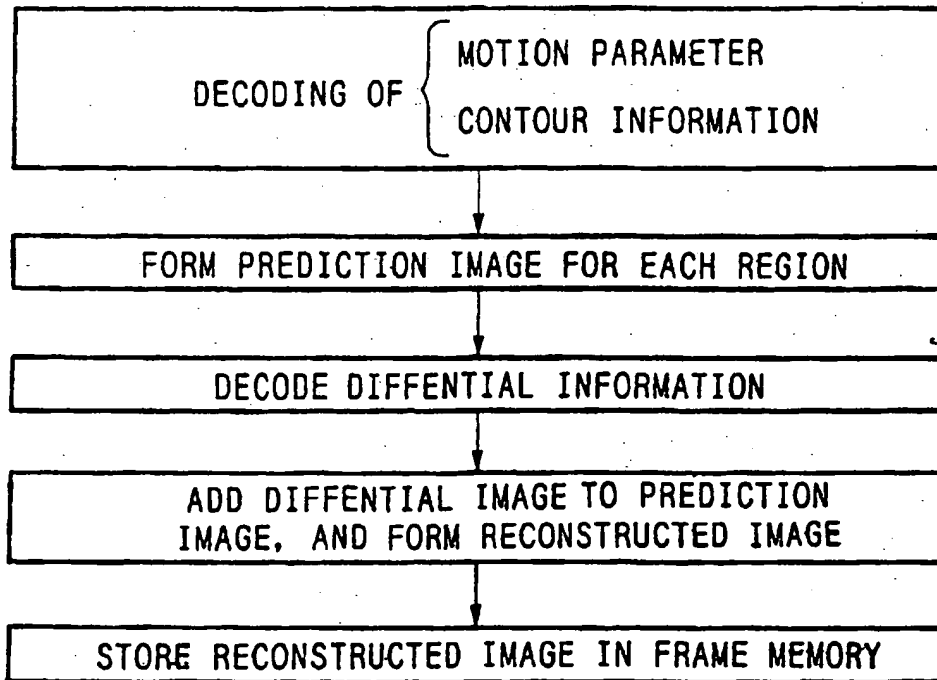 DECODING OF
MOTION PARAMETER
CONTOUR INFORMATION
FORM PREDICTION IMAGE FOR EACH REGION
DECODE DIFFENTIAL INFORMATION
ADD DIFFENTIAL IMAGE TO PREDICTION
IMAGE, AND FORM RECONSTRUCTED IMAGE
STORE RECONSTRUCTED IMAGE IN FRAME MEMORY